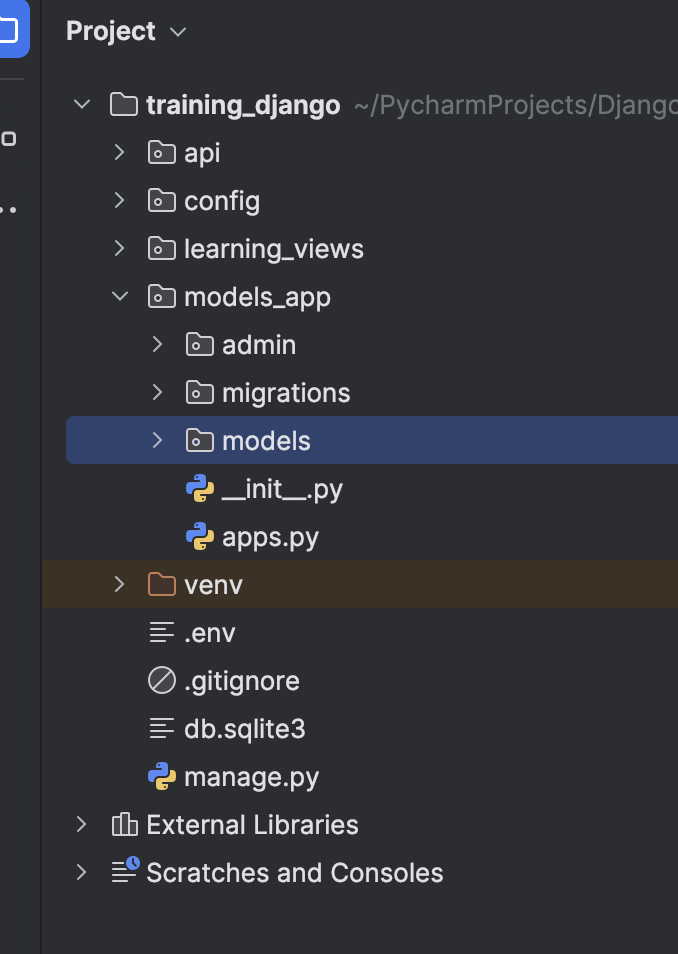 Project
training_django ~/PycharmProjects/Django
api
config
learning_views
models_app
admin
migrations
models
__init__.py
apps.py
venv
.env
.gitignore
db.sqlite3
manage.py
External Libraries
Scratches and Consoles